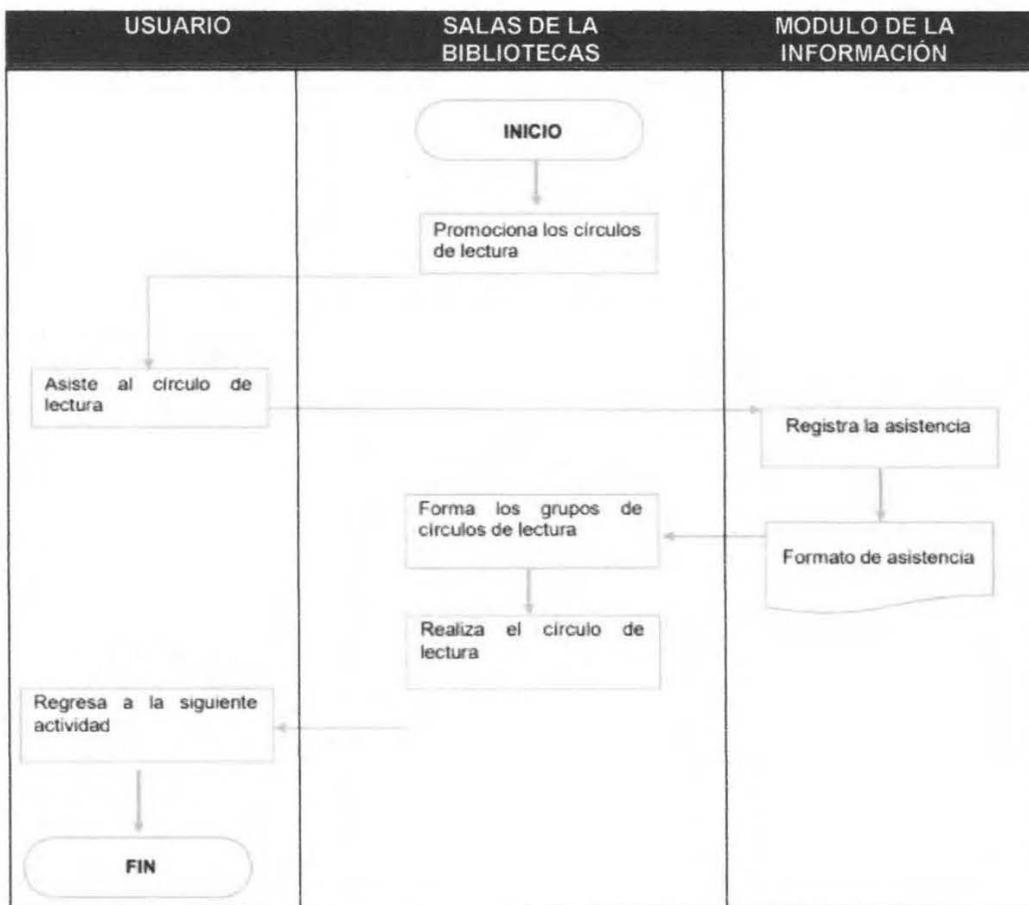 USUARIO
SALAS DE LA
BIBLIOTECAS
MODULO DE LA
INFORMACIÓN
INICIO
Promociona los círculos
de lectura
Asiste al círculo de
lectura
Registra la asistencia
Formato de asistencia
Forma los grupos de
círculos de lectura
Realiza el círculo de
lectura
Regresa a la siguiente
actividad
FIN